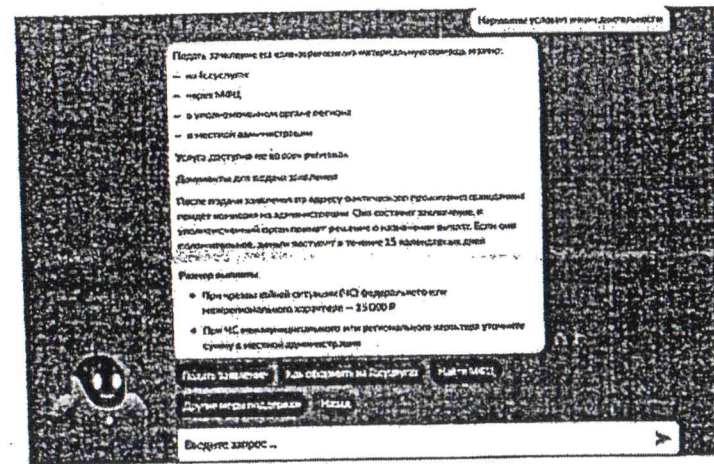 Нарушены условия жизнедеятельности
Подать заявление на единовременную материальную помощь можно:
— на Госуслугах
— через МФЦ
— в уполномоченном органе региона
— в местной администрации
Услуга доступна не во всех регионах
Документы для подачи заявления
После подачи заявления по адресу фактического проживания гражданина
придёт комиссия из администрации. Она составит заключение, и
уполномоченный орган примет решение о назначении выплаты. Если оно
положительное, деньги поступят в течение 15 календарных дней
Размер выплаты:
При чрезвычайной ситуации (ЧС) федерального или
межрегионального характера — 15 000 ₽
При ЧС межмуниципального или регионального характера уточните
сумму в местной администрации
Подать заявление
Как оформить на Госуслугах
Найти МФЦ
Другие меры поддержки
Назад
Введите запрос ...